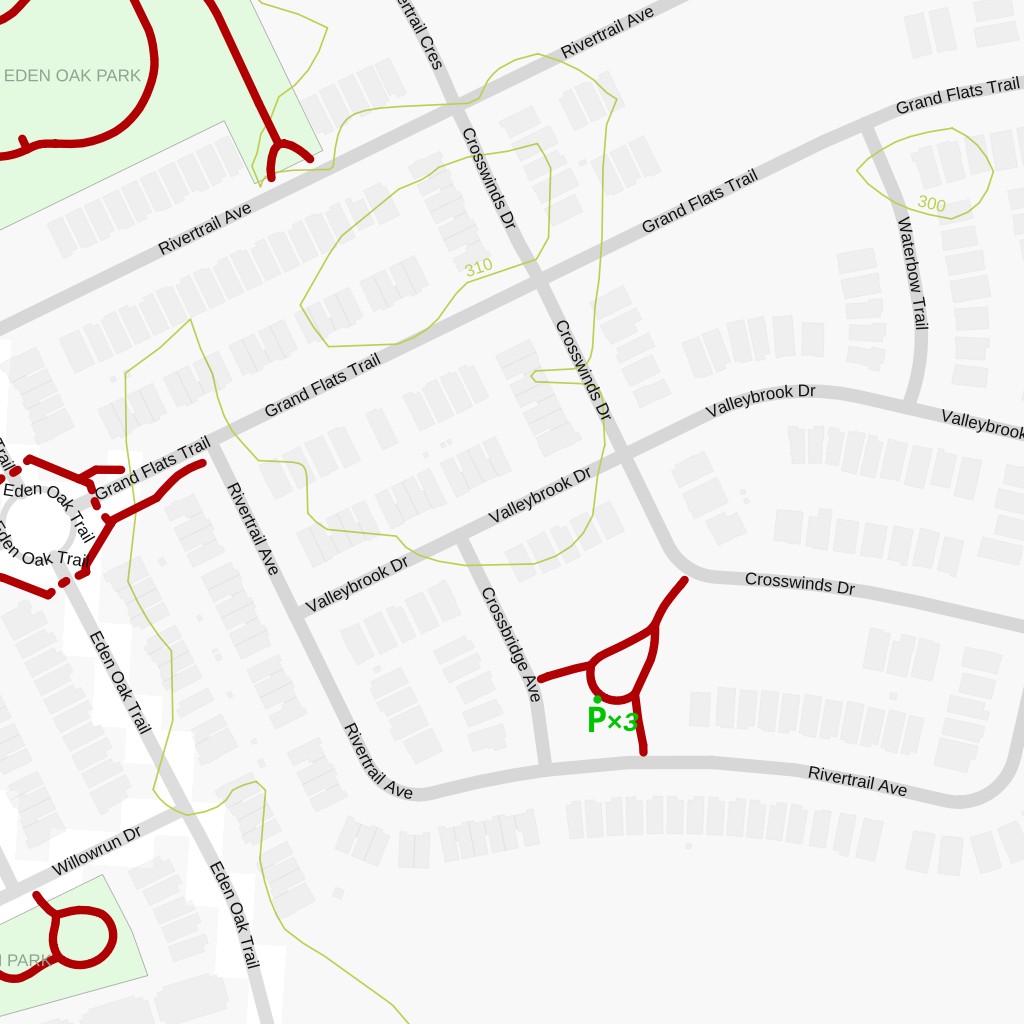 ertrail Cres
Rivertrail Ave
EDEN OAK PARK
Grand Flats Trail
Crosswinds Dr
Grand Flats Trail
300
Rivertrail Ave
Waterbow Trail
310
Crosswinds Dr
Grand Flats Trail
Valleybrook Dr
Valleybrook
Trail
Grand Flats Trail
Eden Oak Trail
Valleybrook Dr
Rivertrail Ave
Eden Oak Trail
Valleybrook Dr
Crosswinds Dr
Crossbridge Ave
Eden Oak Trail
P×3
Rivertrail Ave
Rivertrail Ave
Willowrun Dr
Eden Oak Trail
PARK